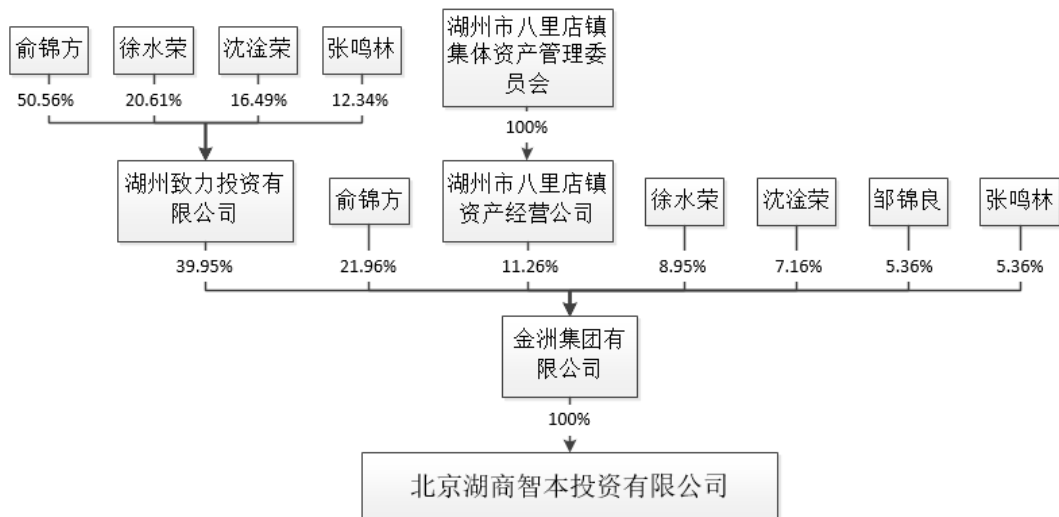 俞锦方
徐水荣
沈淦荣
张鸣林
湖州市八里店镇
集体资产管理委
员会
50.56%
20.61%
16.49%
12.34%
100%
湖州致力投资有
限公司
俞锦方
湖州市八里店镇
资产经营公司
徐水荣
沈淦荣
邹锦良
张鸣林
39.95%
21.96%
11.26%
8.95%
7.16%
5.36%
5.36%
金洲集团有
限公司
100%
北京湖商智本投资有限公司